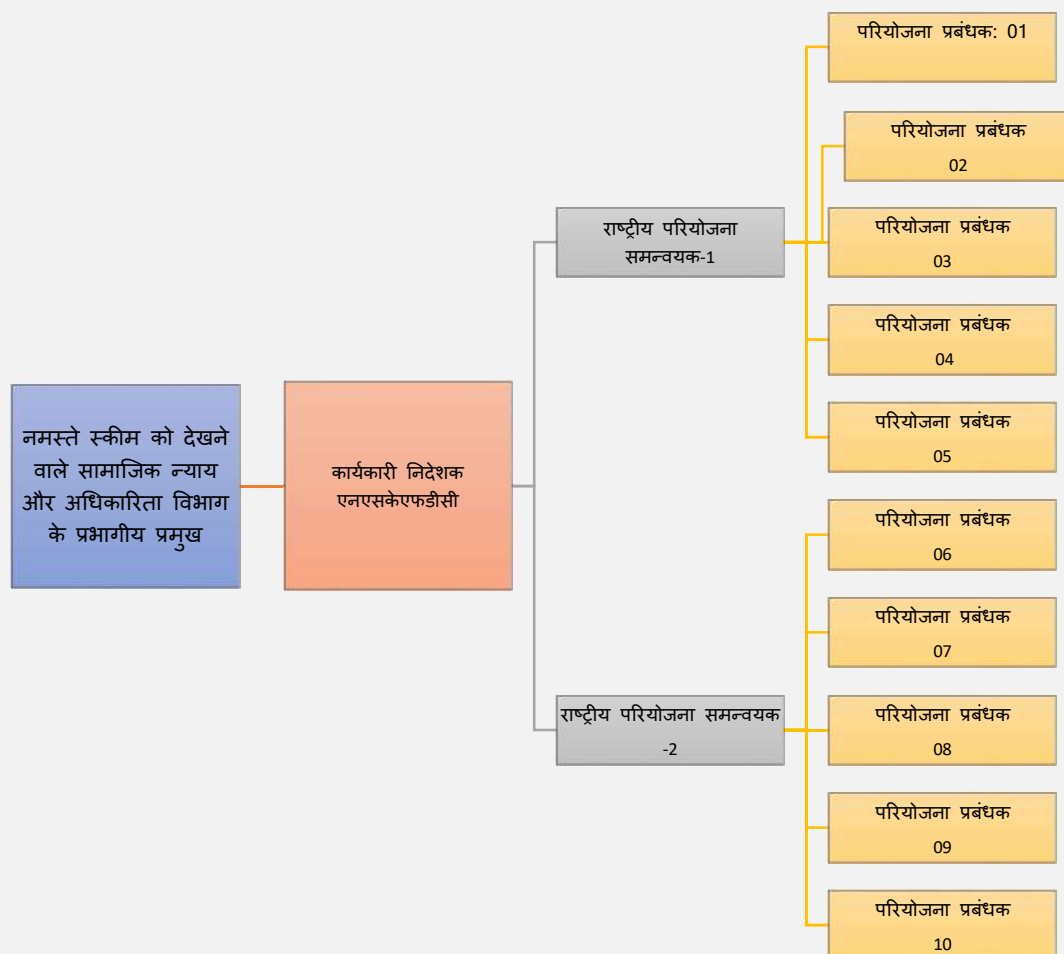 नमस्ते स्कीम को देखने
वाले सामाजिक न्याय
और अधिकारिता विभाग
के प्रभागीय प्रमुख
कार्यकारी निदेशक
एनएसकेएफडीसी
राष्ट्रीय परियोजना
समन्वयक-1
परियोजना प्रबंधक: 01
परियोजना प्रबंधक
02
परियोजना प्रबंधक
03
परियोजना प्रबंधक
04
परियोजना प्रबंधक
05
राष्ट्रीय परियोजना समन्वयक
-2
परियोजना प्रबंधक
06
परियोजना प्रबंधक
07
परियोजना प्रबंधक
08
परियोजना प्रबंधक
09
परियोजना प्रबंधक
10